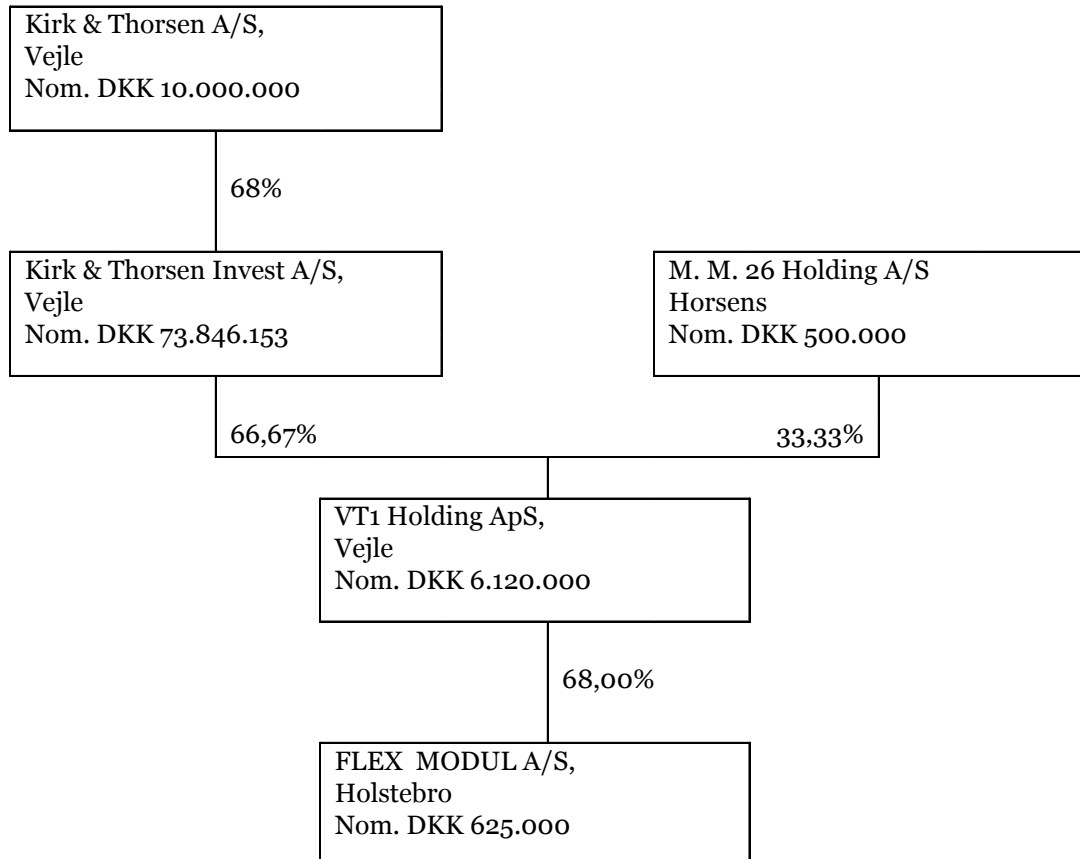 Kirk & Thorsen A/S,
Vejle
Nom. DKK 10.000.000
68%
Kirk & Thorsen Invest A/S,
Vejle
Nom. DKK 73.846.153
M. M. 26 Holding A/S
Horsens
Nom. DKK 500.000
66,67%
33,33%
VT1 Holding ApS,
Vejle
Nom. DKK 6.120.000
68,00%
FLEX MODUL A/S,
Holstebro
Nom. DKK 625.000